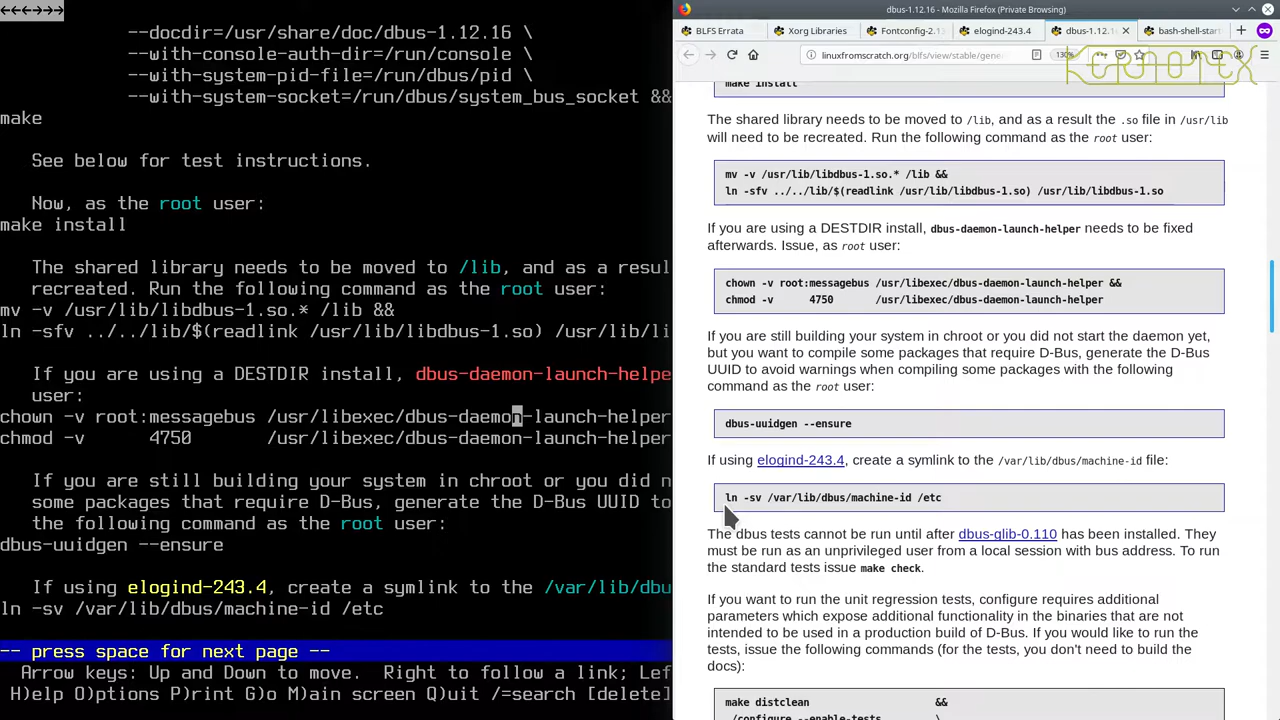 ←←←→→→
--docdir=/usr/share/doc/dbus-1.12.16 \
--with-console-auth-dir=/run/console \
--with-system-pid-file=/run/dbus/pid \
--with-system-socket=/run/dbus/system_bus_socket &&
make
See below for test instructions.
Now, as the root user:
make install
The shared library needs to be moved to /lib, and as a resul
recreated. Run the following command as the root user:
mv -v /usr/lib/libdbus-1.so.* /lib &&
ln -sfv ../../lib/$(readlink /usr/lib/libdbus-1.so) /usr/lib/li
If you are using a DESTDIR install, dbus-daemon-launch-helpe
user:
chown -v root:messagebus /usr/libexec/dbus-daemon-launch-helper
chmod -v 4750 /usr/libexec/dbus-daemon-launch-helper
If you are still building your system in chroot or you did n
some packages that require D-Bus, generate the D-Bus UUID to
the following command as the root user:
dbus-uuidgen --ensure
If using elogind-243.4, create a symlink to the /var/lib/dbu
ln -sv /var/lib/dbus/machine-id /etc
-- press space for next page --
Arrow keys: Up and Down to move. Right to follow a link; Lef
H)elp O)ptions P)rint G)o M)ain screen Q)uit /=search [delete]
dbus-1.12.16 - Mozilla Firefox (Private Browsing)
BLFS Errata
Xorg Libraries
Fontconfig-2.13
elogind-243.4
dbus-1.12.16
bash-shell-start
linuxfromscratch.org/blfs/view/stable/gene
130%
KernoteX
make install
The shared library needs to be moved to /lib, and as a result the .so file in /usr/lib
will need to be recreated. Run the following command as the root user:
mv -v /usr/lib/libdbus-1.so.* /lib &&
ln -sfv ../../lib/$(readlink /usr/lib/libdbus-1.so) /usr/lib/libdbus-1.so
If you are using a DESTDIR install, dbus-daemon-launch-helper needs to be fixed
afterwards. Issue, as root user:
chown -v root:messagebus /usr/libexec/dbus-daemon-launch-helper &&
chmod -v 4750 /usr/libexec/dbus-daemon-launch-helper
If you are still building your system in chroot or you did not start the daemon yet,
but you want to compile some packages that require D-Bus, generate the D-Bus
UUID to avoid warnings when compiling some packages with the following
command as the root user:
dbus-uuidgen --ensure
If using elogind-243.4, create a symlink to the /var/lib/dbus/machine-id file:
ln -sv /var/lib/dbus/machine-id /etc
The dbus tests cannot be run until after dbus-glib-0.110 has been installed. They
must be run as an unprivileged user from a local session with bus address. To run
the standard tests issue make check.
If you want to run the unit regression tests, configure requires additional
parameters which expose additional functionality in the binaries that are not
intended to be used in a production build of D-Bus. If you would like to run the
tests, issue the following commands (for the tests, you don't need to build the
docs):
make distclean &&
./configure --enable-tests \